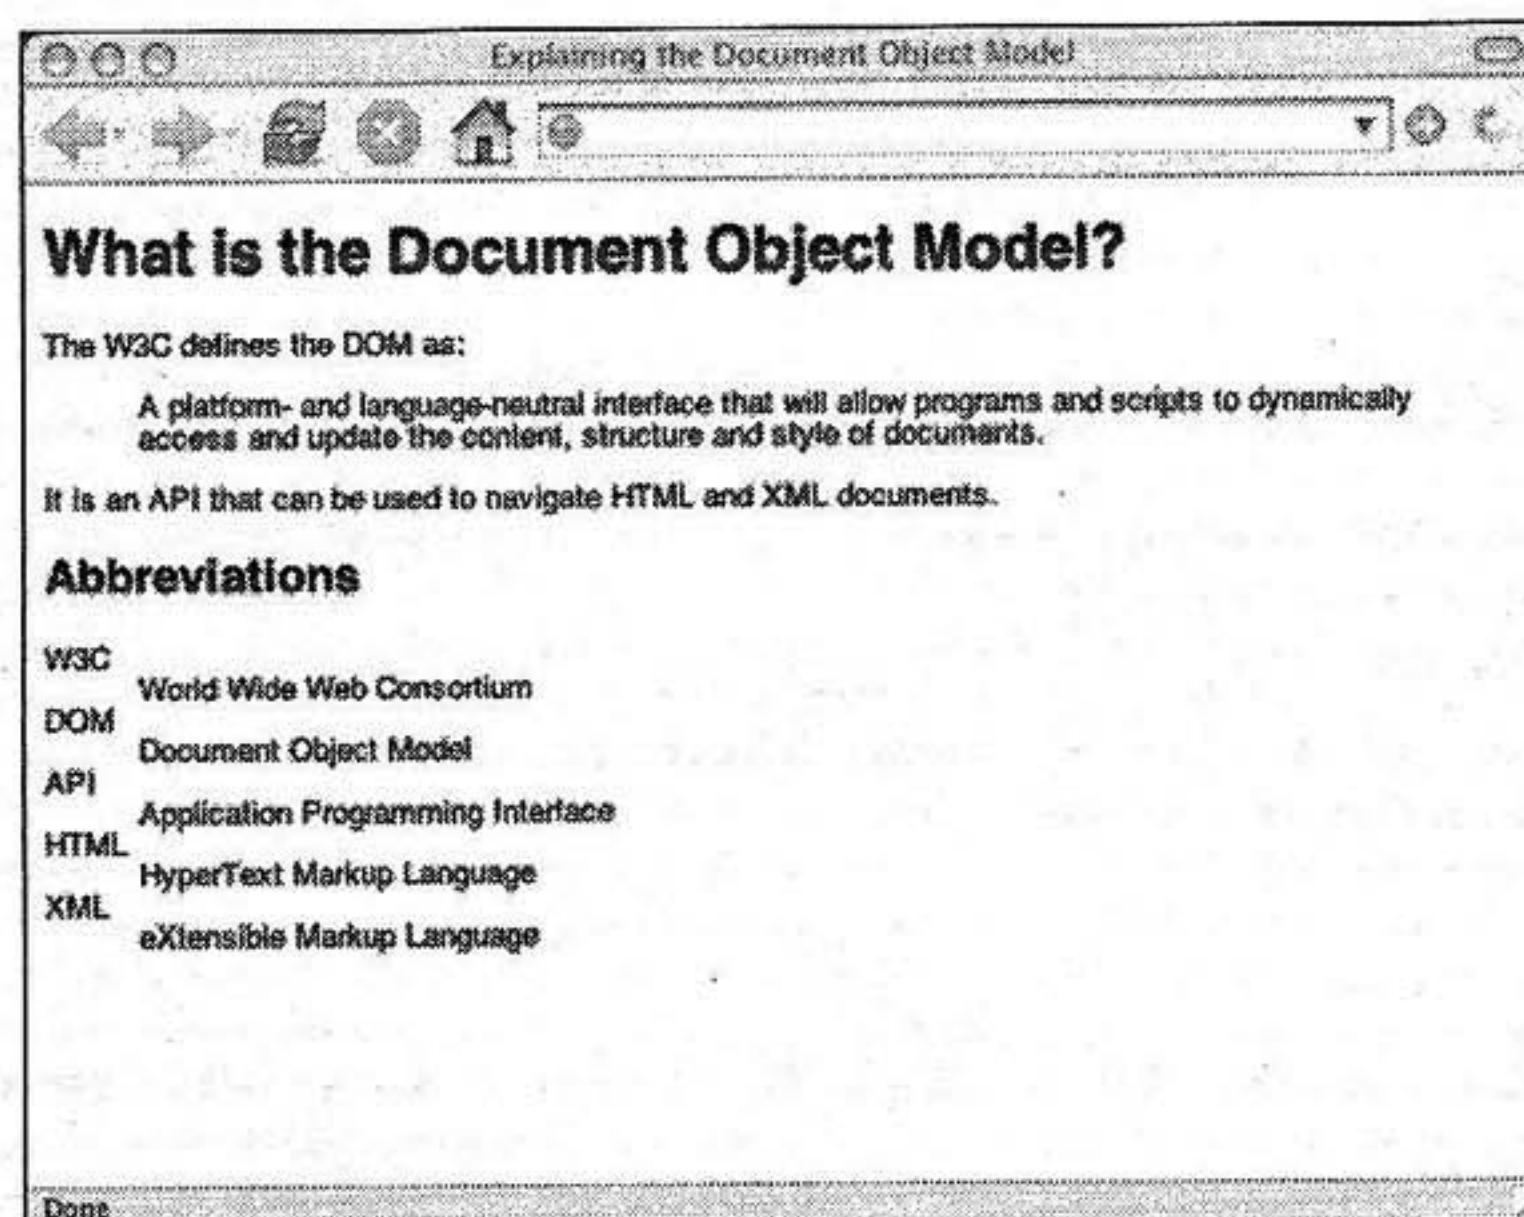 Explaining the Document Object Model
What is the Document Object Model?
The W3C defines the DOM as:
A platform- and language-neutral interface that will allow programs and scripts to dynamically
access and update the content, structure and style of documents.
It is an API that can be used to navigate HTML and XML documents.
Abbreviations
W3C
World Wide Web Consortium
DOM
Document Object Model
API
Application Programming Interface
HTML
HyperText Markup Language
XML
eXtensible Markup Language
Done